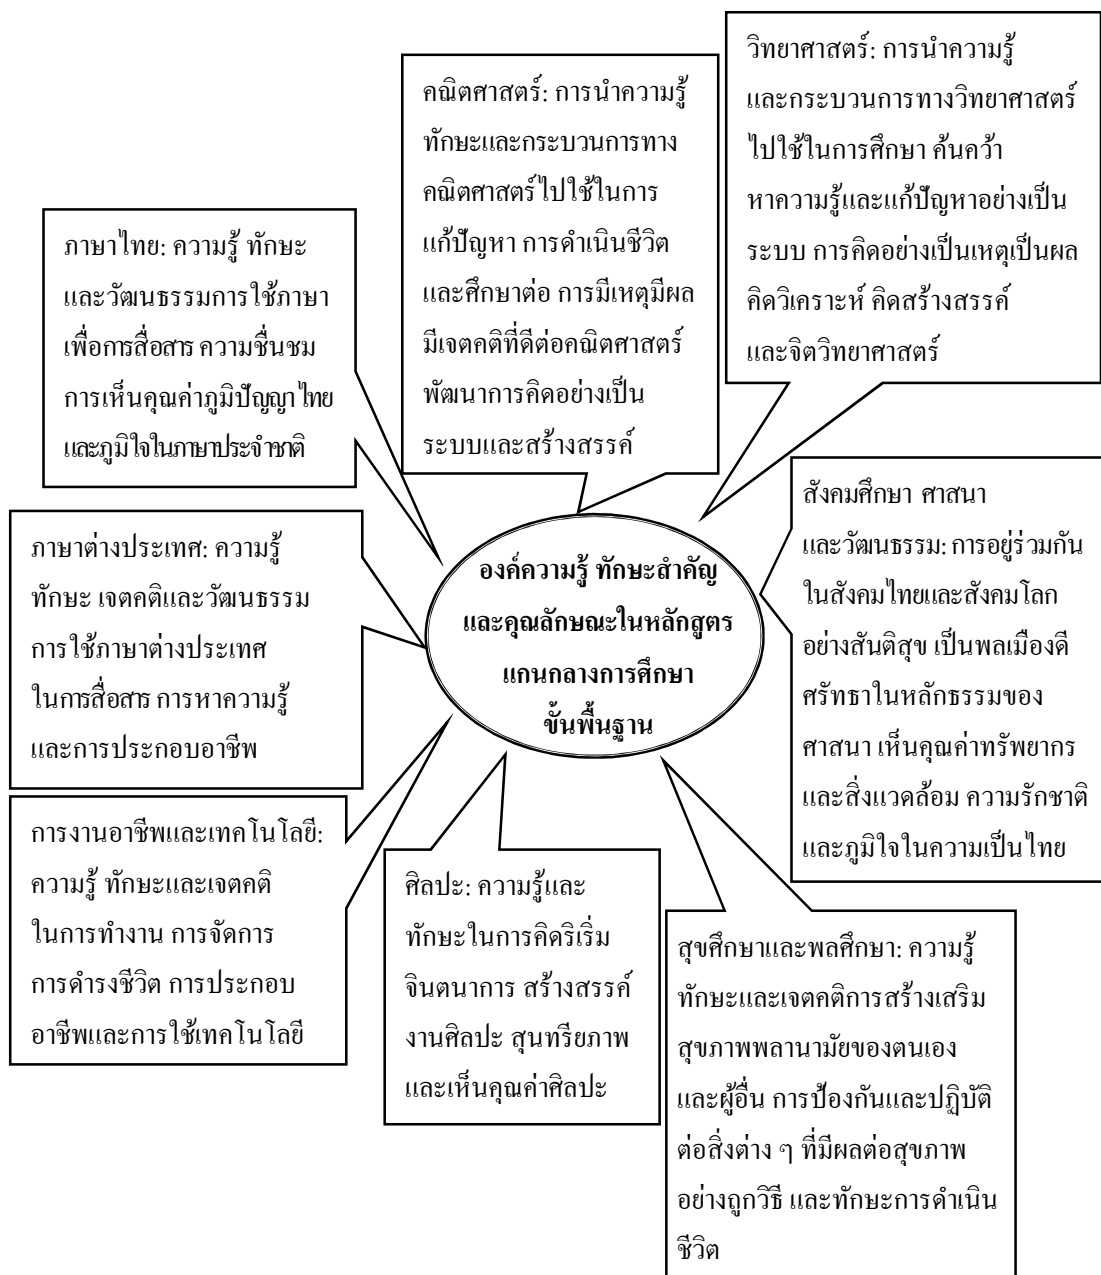 วิทยาศาสตร์: การนำความรู้
และกระบวนการทางวิทยาศาสตร์
ไปใช้ในการศึกษา ค้นคว้า
หาความรู้และแก้ปัญหาอย่างเป็น
ระบบ การคิดอย่างเป็นเหตุเป็นผล
คิดวิเคราะห์ คิดสร้างสรรค์
และจิตวิทยาศาสตร์
คณิตศาสตร์: การนำความรู้
ทักษะและกระบวนการทาง
คณิตศาสตร์ไปใช้ในการ
แก้ปัญหา การดำเนินชีวิต
และศึกษาต่อ การมีเหตุมีผล
มีเจตคติที่ดีต่อคณิตศาสตร์
พัฒนาการคิดอย่างเป็น
ระบบและสร้างสรรค์
ภาษาไทย: ความรู้ ทักษะ
และวัฒนธรรมการใช้ภาษา
เพื่อการสื่อสาร ความชื่นชม
การเห็นคุณค่าภูมิปัญญาไทย
และภูมิใจในภาษาประจำชาติ
สังคมศึกษา ศาสนา
และวัฒนธรรม: การอยู่ร่วมกัน
ในสังคมไทยและสังคมโลก
อย่างสันติสุข เป็นพลเมืองดี
ศรัทธาในหลักธรรมของ
ศาสนา เห็นคุณค่าทรัพยากร
และสิ่งแวดล้อม ความรักชาติ
และภูมิใจในความเป็นไทย
ภาษาต่างประเทศ: ความรู้
ทักษะ เจตคติและวัฒนธรรม
การใช้ภาษาต่างประเทศ
ในการสื่อสาร การหาความรู้
และการประกอบอาชีพ
องค์ความรู้ ทักษะสำคัญ
และคุณลักษณะในหลักสูตร
แกนกลางการศึกษา
ขั้นพื้นฐาน
การงานอาชีพและเทคโนโลยี:
ความรู้ ทักษะและเจตคติ
ในการทำงาน การจัดการ
การดำรงชีวิต การประกอบ
อาชีพและการใช้เทคโนโลยี
ศิลปะ: ความรู้และ
ทักษะในการคิดริเริ่ม
จินตนาการ สร้างสรรค์
งานศิลปะ สุนทรียภาพ
และเห็นคุณค่าศิลปะ
สุขศึกษาและพลศึกษา: ความรู้
ทักษะและเจตคติการสร้างเสริม
สุขภาพพลานามัยของตนเอง
และผู้อื่น การป้องกันและปฏิบัติ
ต่อสิ่งต่าง ๆ ที่มีผลต่อสุขภาพ
อย่างถูกวิธี และทักษะการดำเนิน
ชีวิต